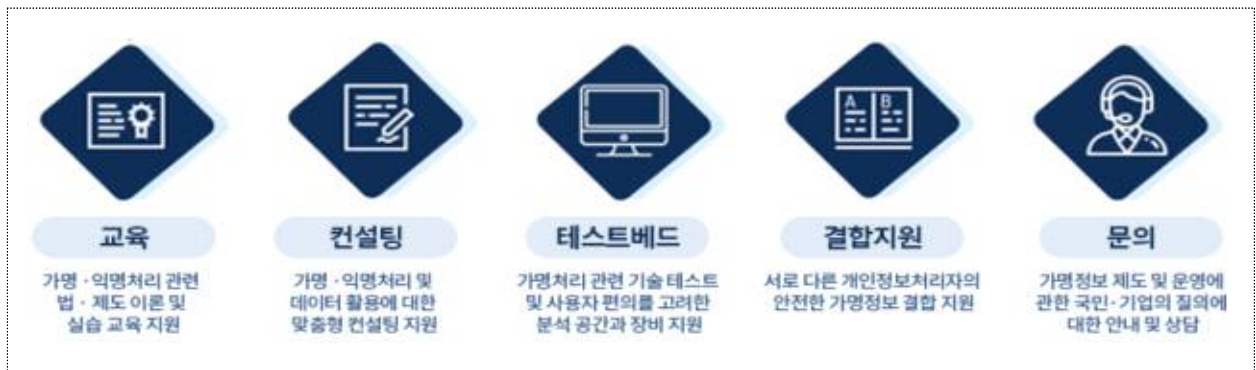 A B
교육
가명·익명처리 관련
법·제도 이론 및
실습 교육 지원
컨설팅
가명·익명처리 및
데이터 활용에 대한
맞춤형 컨설팅 지원
테스트베드
가명처리 관련 기술 테스트
및 사용자 편의를 고려한
분석 공간과 장비 지원
결합지원
서로 다른 개인정보처리자의
안전한 가명정보 결합 지원
문의
가명정보 제도 및 운영에
관한 국민·기업의 질의에
대한 안내 및 상담